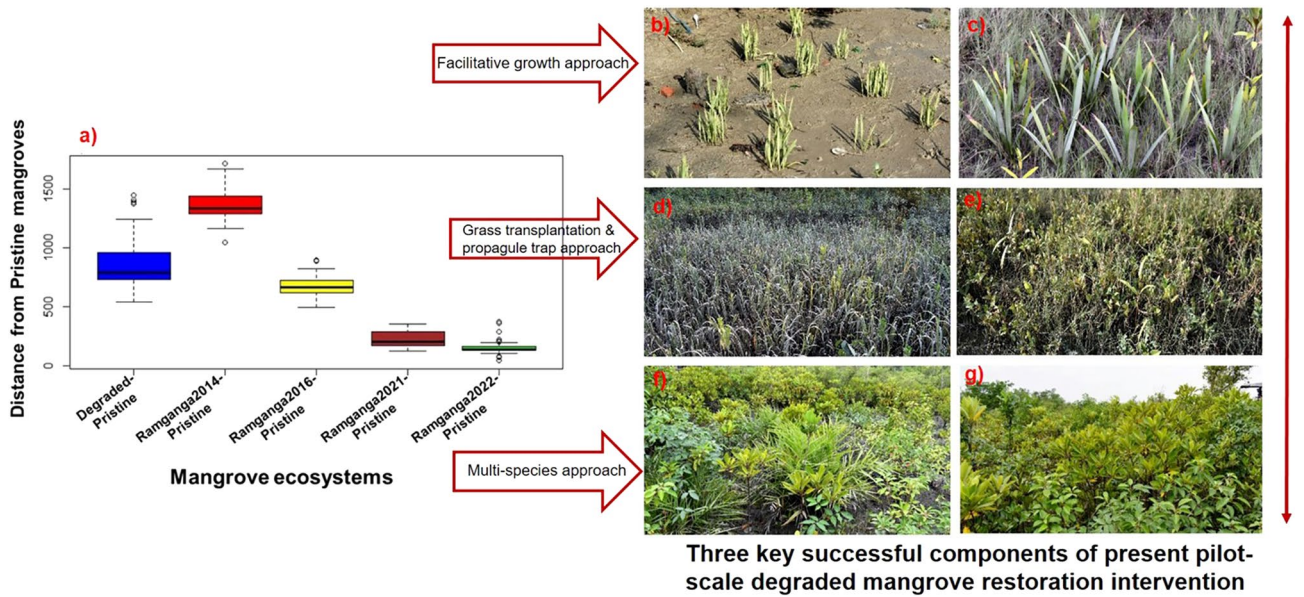 a)
Distance from Pristine mangroves
1500
1000
500
0
Degraded-
Pristine
Ramganga2014-
Pristine
Ramganga2016-
Pristine
Ramganga2021-
Pristine
Ramganga2022-
Pristine
Mangrove ecosystems
Facilitative growth approach
Grass transplantation &
propagule trap approach
Multi-species approach
b)
c)
d)
e)
f)
g)
Three key successful components of present pilot-
scale degraded mangrove restoration intervention